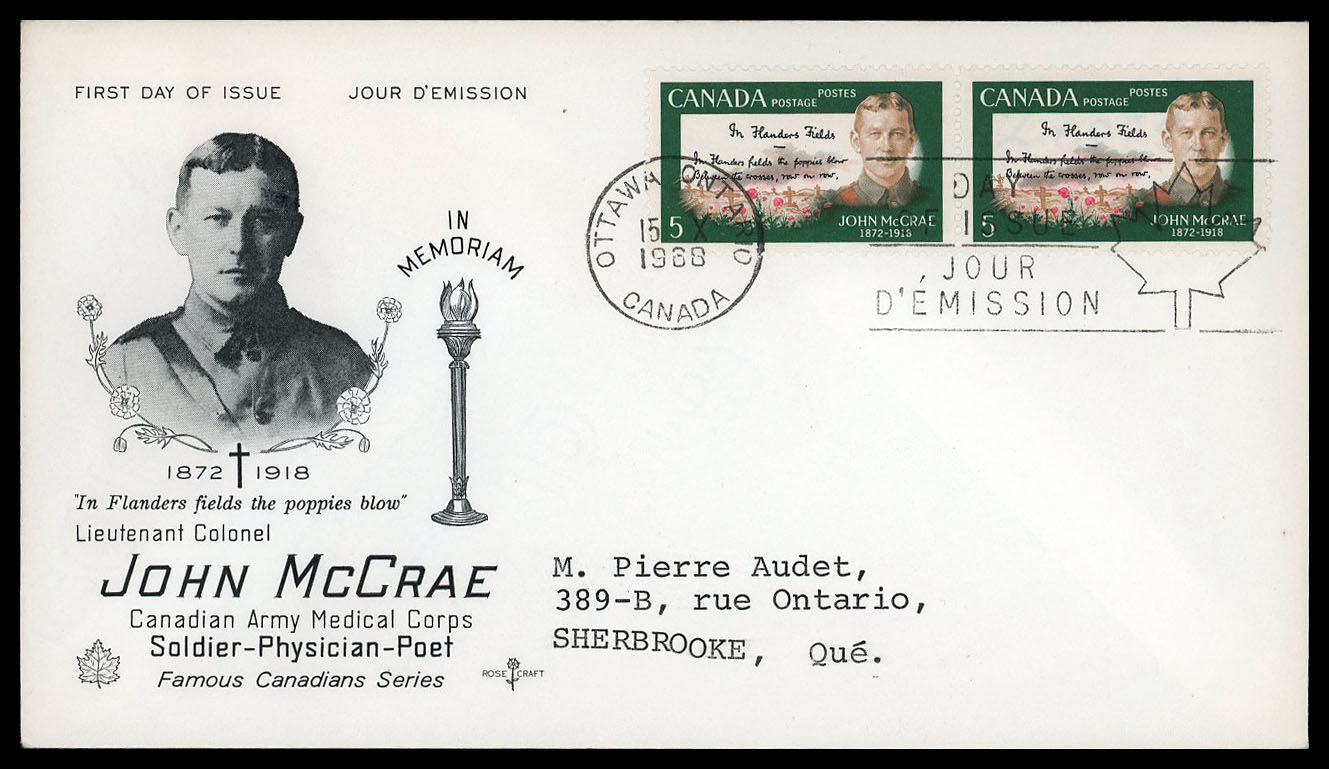 FIRST DAY OF ISSUE JOUR D'EMISSION
IN
MEMORIAM
1872 1918
"In Flanders fields the poppies blow"
Lieutenant Colonel
JOHN McCRAE
Canadian Army Medical Corps
Soldier-Physician-Poet
Famous Canadians Series
ROSE CRAFT
CANADA POSTAGE POSTES
In Flanders Fields
In Flanders fields the poppies blow
Between the crosses, row on row,
5 JOHN McCRAE
1872-1918
CANADA POSTAGE POSTES
In Flanders Fields
In Flanders fields the poppies blow
Between the crosses, row on row,
5 JOHN McCRAE
1872-1918
OTTAWA ONTARIO
15 X
1968
CANADA
DAY
ISSUE
JOUR
D'ÉMISSION
M. Pierre Audet,
389-B, rue Ontario,
SHERBROOKE, Qué.